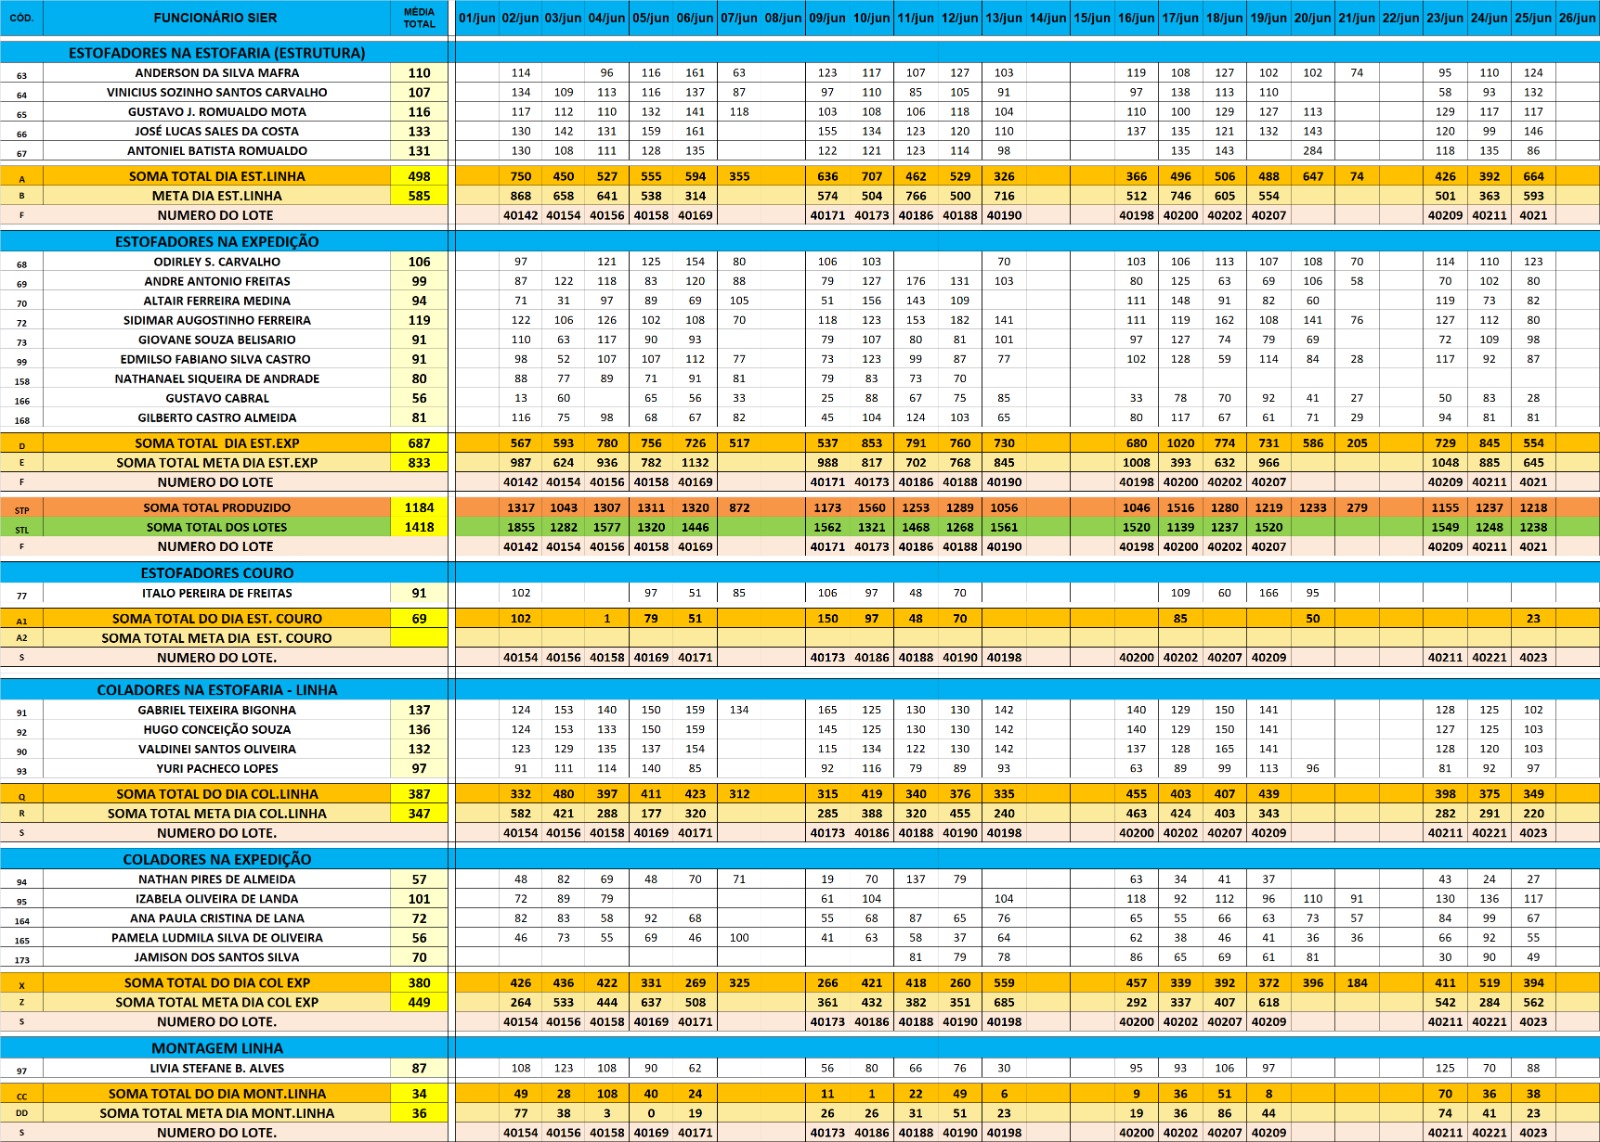 CÓD. FUNCIONÁRIO SIER MÉDIA TOTAL 01/jun 02/jun 03/jun 04/jun 05/jun 06/jun 07/jun 08/jun 09/jun 10/jun 11/jun 12/jun 13/jun 14/jun 15/jun 16/jun 17/jun 18/jun 19/jun 20/jun 21/jun 22/jun 23/jun 24/jun 25/jun 26/jun
ESTOFADORES NA ESTOFARIA (ESTRUTURA)
63 ANDERSON DA SILVA MAFRA 110 114 96 116 161 63 123 117 107 127 103 119 108 127 102 102 74 95 110 124
64 VINICIUS SOZINHO SANTOS CARVALHO 107 134 109 113 116 137 87 97 110 85 105 91 97 138 113 110 58 93 132
65 GUSTAVO J. ROMUALDO MOTA 116 117 112 110 132 141 118 103 108 106 118 104 110 100 129 127 113 129 117 117
66 JOSÉ LUCAS SALES DA COSTA 133 130 142 131 159 161 155 134 123 120 110 137 135 121 132 143 120 99 146
67 ANTONIEL BATISTA ROMUALDO 131 130 108 111 128 135 122 121 123 114 98 135 143 284 118 135 86
A SOMA TOTAL DIA EST.LINHA 498 750 450 527 555 594 355 636 707 462 529 326 366 496 506 488 647 74 426 392 664
B META DIA EST.LINHA 585 868 658 641 538 314 574 504 766 500 716 512 746 605 554 501 363 593
F NUMERO DO LOTE 40142 40154 40156 40158 40169 40171 40173 40186 40188 40190 40198 40200 40202 40207 40209 40211 4021
ESTOFADORES NA EXPEDIÇÃO
68 ODIRLEY S. CARVALHO 106 97 121 125 154 80 106 103 70 103 106 113 107 108 70 114 110 123
69 ANDRE ANTONIO FREITAS 99 87 122 118 83 120 88 79 127 176 131 103 80 125 63 69 106 58 70 102 80
70 ALTAIR FERREIRA MEDINA 94 71 31 97 89 69 105 51 156 143 109 111 148 91 82 60 119 73 82
72 SIDIMAR AUGOSTINHO FERREIRA 119 122 106 126 102 108 70 118 123 153 182 141 111 119 162 108 141 76 127 112 80
73 GIOVANE SOUZA BELISARIO 91 110 63 117 90 93 79 107 80 81 101 97 127 74 79 69 72 109 98
99 EDMILSO FABIANO SILVA CASTRO 91 98 52 107 107 112 77 73 123 99 87 77 102 128 59 114 84 28 117 92 87
158 NATHANAEL SIQUEIRA DE ANDRADE 80 88 77 89 71 91 81 79 83 73 70
166 GUSTAVO CABRAL 56 13 60 65 56 33 25 88 67 75 85 33 78 70 92 41 27 50 83 28
168 GILBERTO CASTRO ALMEIDA 81 116 75 98 68 67 82 45 104 124 103 65 80 117 67 61 71 29 94 81 81
D SOMA TOTAL DIA EST.EXP 687 567 593 780 756 726 517 537 853 791 760 730 680 1020 774 731 586 205 729 845 554
E SOMA TOTAL META DIA EST.EXP 833 987 624 936 782 1132 988 817 702 768 845 1008 393 632 966 1048 885 645
F NUMERO DO LOTE 40142 40154 40156 40158 40169 40171 40173 40186 40188 40190 40198 40200 40202 40207 40209 40211 4021
STP SOMA TOTAL PRODUZIDO 1184 1317 1043 1307 1311 1320 872 1173 1560 1253 1289 1056 1046 1516 1280 1219 1233 279 1155 1237 1218
STL SOMA TOTAL DOS LOTES 1418 1855 1282 1577 1320 1446 1562 1321 1468 1268 1561 1520 1139 1237 1520 1549 1248 1238
F NUMERO DO LOTE 40142 40154 40156 40158 40169 40171 40173 40186 40188 40190 40198 40200 40202 40207 40209 40211 4021
ESTOFADORES COURO
77 ITALO PEREIRA DE FREITAS 91 102 97 51 85 106 97 48 70 109 60 166 95
A1 SOMA TOTAL DO DIA EST. COURO 69 102 1 79 51 150 97 48 70 85 50 23
A2 SOMA TOTAL META DIA EST. COURO
S NUMERO DO LOTE. 40154 40156 40158 40169 40171 40173 40186 40188 40190 40198 40200 40202 40207 40209 40211 40221 4023
COLADORES NA ESTOFARIA - LINHA
91 GABRIEL TEIXEIRA BIGONHA 137 124 153 140 150 159 134 165 125 130 130 142 140 129 150 141 128 125 102
92 HUGO CONCEIÇÃO SOUZA 136 124 153 133 150 159 145 125 130 130 142 140 129 150 141 127 125 103
90 VALDINEI SANTOS OLIVEIRA 132 123 129 135 137 154 115 134 122 130 142 137 128 165 141 128 120 103
93 YURI PACHECO LOPES 97 91 111 114 140 85 92 116 79 89 93 63 89 99 113 96 81 92 97
Q SOMA TOTAL DO DIA COL.LINHA 387 332 480 397 411 423 312 315 419 340 376 335 455 403 407 439 398 375 349
R SOMA TOTAL META DIA COL.LINHA 347 582 421 288 177 320 285 388 320 455 240 463 424 403 343 282 291 220
S NUMERO DO LOTE. 40154 40156 40158 40169 40171 40173 40186 40188 40190 40198 40200 40202 40207 40209 40211 40221 4023
COLADORES NA EXPEDIÇÃO
94 NATHAN PIRES DE ALMEIDA 57 48 82 69 48 70 71 19 70 137 79 63 34 41 37 43 24 27
95 IZABELA OLIVEIRA DE LANDA 101 72 89 79 61 104 104 118 92 112 96 110 91 130 136 117
164 ANA PAULA CRISTINA DE LANA 72 82 83 58 92 68 55 68 87 65 76 65 55 66 63 73 57 84 99 67
165 PAMELA LUDMILA SILVA DE OLIVEIRA 56 46 73 55 69 46 100 41 63 58 37 64 62 38 46 41 36 36 66 92 55
173 JAMISON DOS SANTOS SILVA 70 81 79 78 86 65 69 61 81 30 90 49
X SOMA TOTAL DO DIA COL EXP 380 426 436 422 331 269 325 266 421 418 260 559 457 339 392 372 396 184 411 519 394
Z SOMA TOTAL META DIA COL EXP 449 264 533 444 637 508 361 432 382 351 685 292 337 407 618 542 284 562
S NUMERO DO LOTE. 40154 40156 40158 40169 40171 40173 40186 40188 40190 40198 40200 40202 40207 40209 40211 40221 4023
MONTAGEM LINHA
97 LIVIA STEFANE B. ALVES 87 108 123 108 90 62 56 80 66 76 30 95 93 106 97 125 70 88
CC SOMA TOTAL DO DIA MONT.LINHA 34 49 28 108 40 24 11 1 22 49 6 9 36 51 8 70 36 38
DD SOMA TOTAL META DIA MONT.LINHA 36 77 38 3 0 19 26 26 31 51 23 19 36 86 44 74 41 23
S NUMERO DO LOTE. 40154 40156 40158 40169 40171 40173 40186 40188 40190 40198 40200 40202 40207 40209 40211 40221 4023